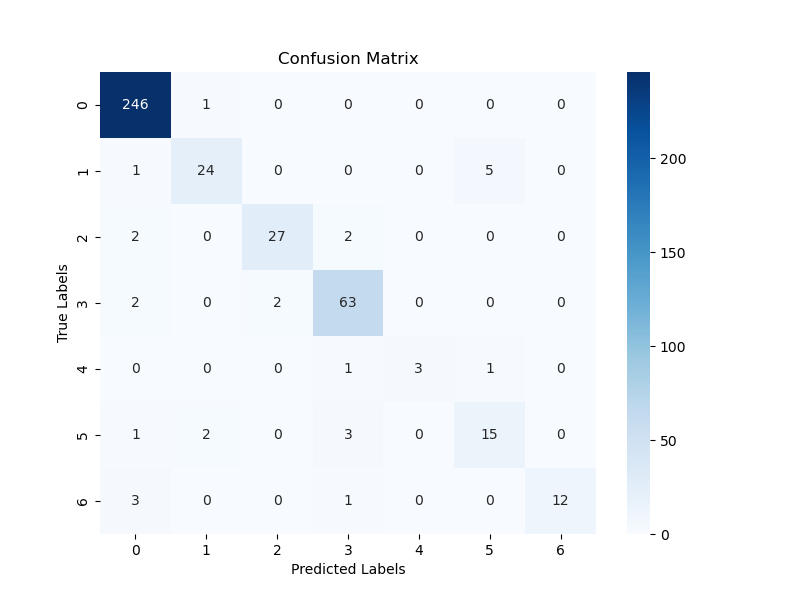 Confusion Matrix
True Labels
0 246 1 0 0 0 0 0
1 1 24 0 0 0 5 0
2 2 0 27 2 0 0 0
3 2 0 2 63 0 0 0
4 0 0 0 1 3 1 0
5 1 2 0 3 0 15 0
6 3 0 0 1 0 0 12
0 1 2 3 4 5 6
Predicted Labels
200
150
100
50
0